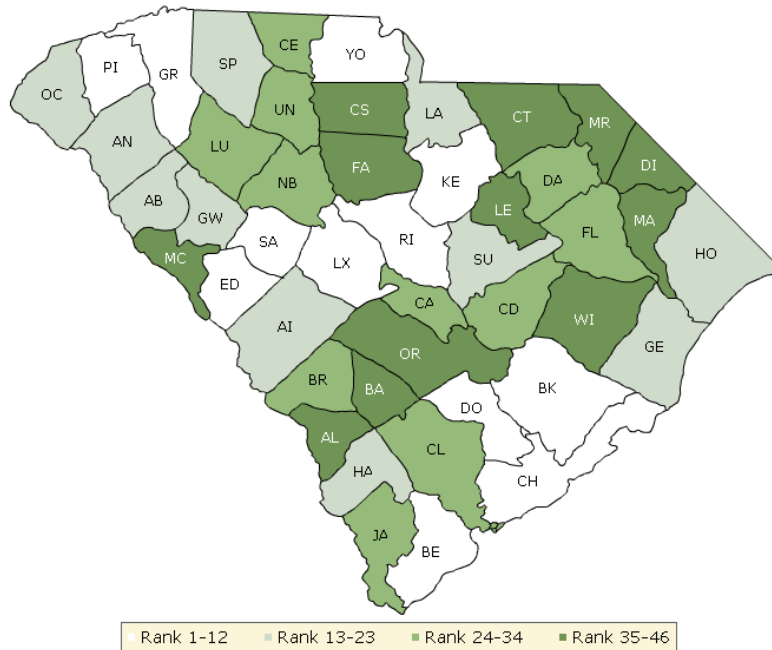 YO
CE
SP
PI
GR
OC
UN
CS
LA
CT
MR
AN
LU
DI
FA
KE
DA
NB
AB
LE
MA
GW
FL
SA
RI
HO
MC
LX
SU
ED
CA
CD
WI
AI
GE
OR
BR
BA
BK
DO
AL
CL
HA
CH
JA
BE
Rank 1-12 Rank 13-23 Rank 24-34 Rank 35-46